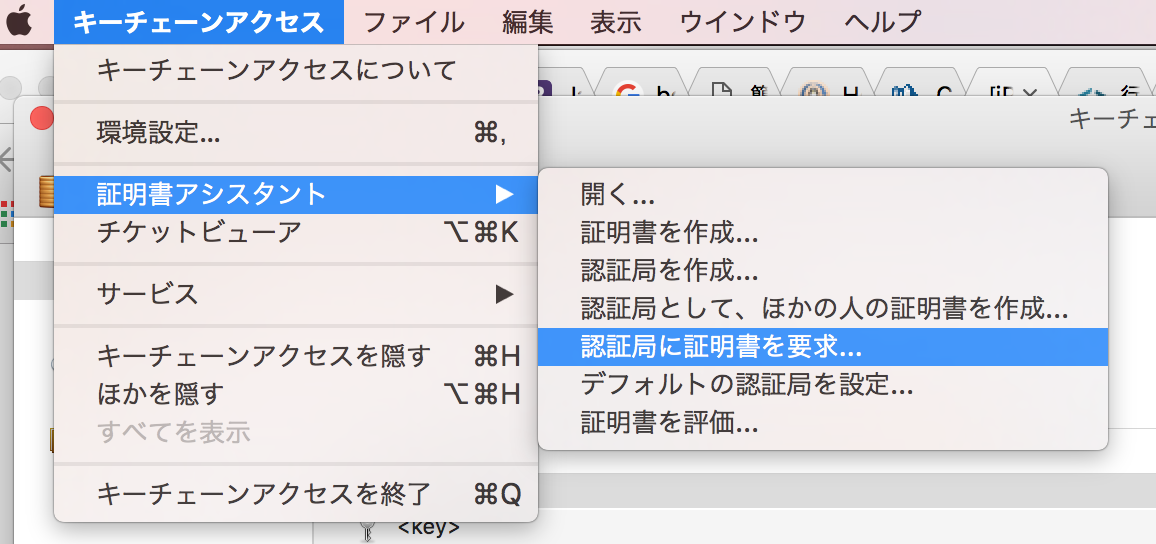 キーチェーンアクセス ファイル 編集 表示 ウインドウ ヘルプ
キーチェーンアクセスについて
環境設定... ⌘,
証明書アシスタント ▶
チケットビューア ⌥⌘K
サービス ▶
キーチェーンアクセスを隠す ⌘H
ほかを隠す ⌥⌘H
すべてを表示
キーチェーンアクセスを終了 ⌘Q
開く...
証明書を作成...
認証局を作成...
認証局として、ほかの人の証明書を作成...
認証局に証明書を要求...
デフォルトの認証局を設定...
証明書を評価...
H
C
行
キーチェ
<key>